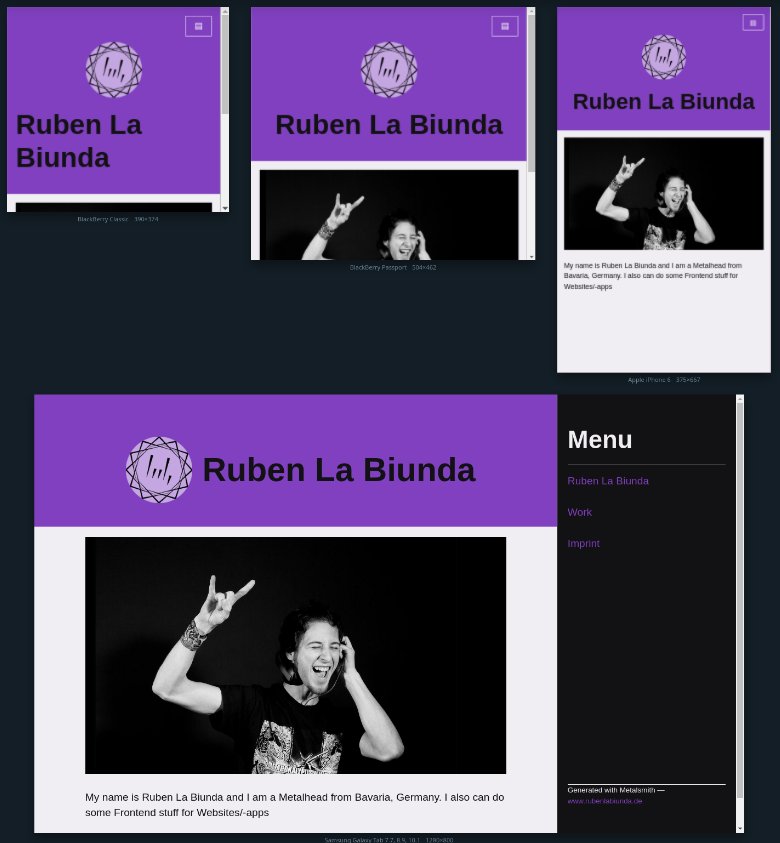 Ruben La
Biunda
BlackBerry Classic 390×374
Ruben La Biunda
BlackBerry Passport 504×462
Ruben La Biunda
My name is Ruben La Biunda and I am a Metalhead from
Bavaria, Germany. I also can do some Frontend stuff for
Websites/-apps
Apple iPhone 6 375×667
Ruben La Biunda
My name is Ruben La Biunda and I am a Metalhead from Bavaria, Germany. I also can do
some Frontend stuff for Websites/-apps
Menu
Ruben La Biunda
Work
Imprint
Generated with Metalsmith —
www.rubenlabiunda.de
Samsung Galaxy Tab 7.7, 8.9, 10.1 1280×800